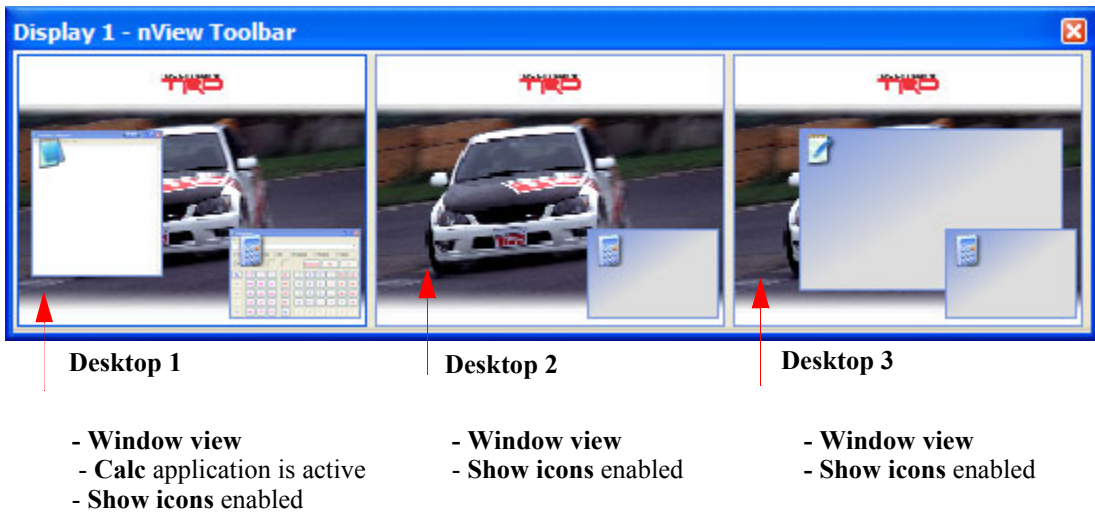 Display 1 - nView Toolbar
TRD
TRD
TRD
Desktop 1
Desktop 2
Desktop 3
- Window view
- Calc application is active
- Show icons enabled
- Window view
- Show icons enabled
- Window view
- Show icons enabled